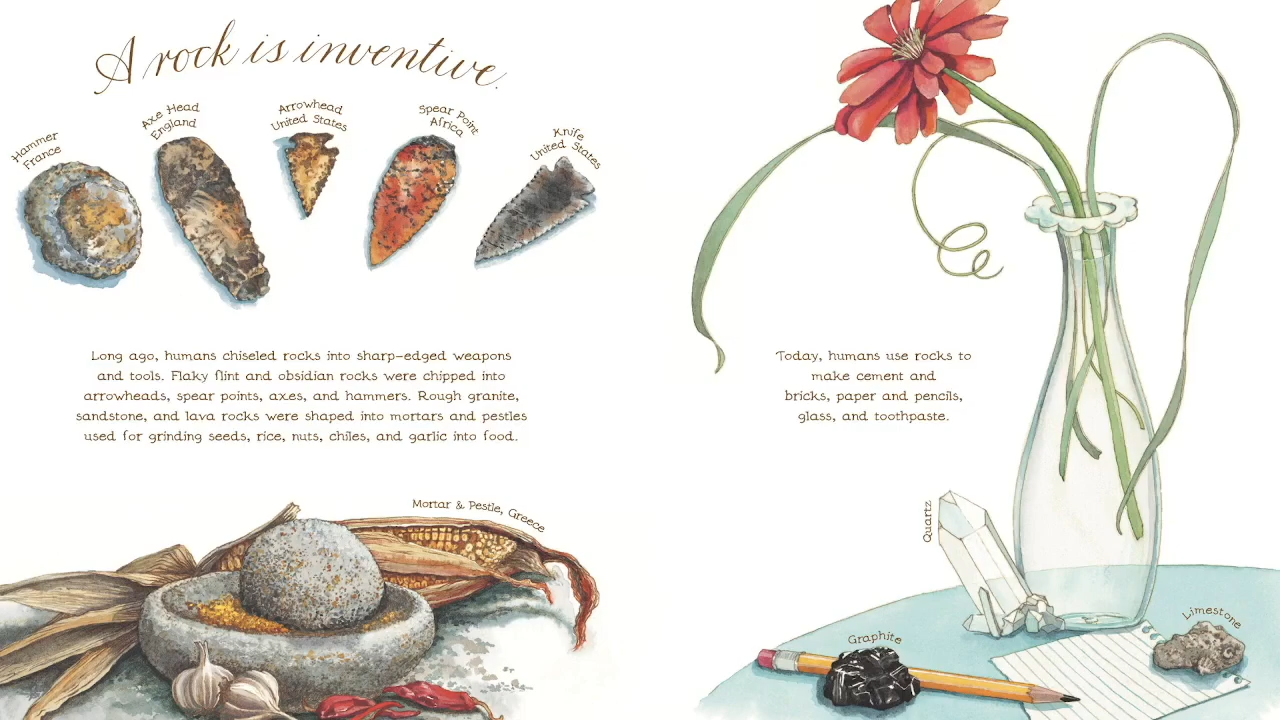 A rock is inventive.
Hammer
France
Axe Head
England
Arrowhead
United States
Spear Point
Africa
Knife
United States
Long ago, humans chiseled rocks into sharp-edged weapons
and tools. Flaky flint and obsidian rocks were chipped into
arrowheads, spear points, axes, and hammers. Rough granite,
sandstone, and lava rocks were shaped into mortars and pestles
used for grinding seeds, rice, nuts, chiles, and garlic into food.
Mortar & Pestle, Greece
Today, humans use rocks to
make cement and
bricks, paper and pencils,
glass, and toothpaste.
Quartz
Graphite
Limestone